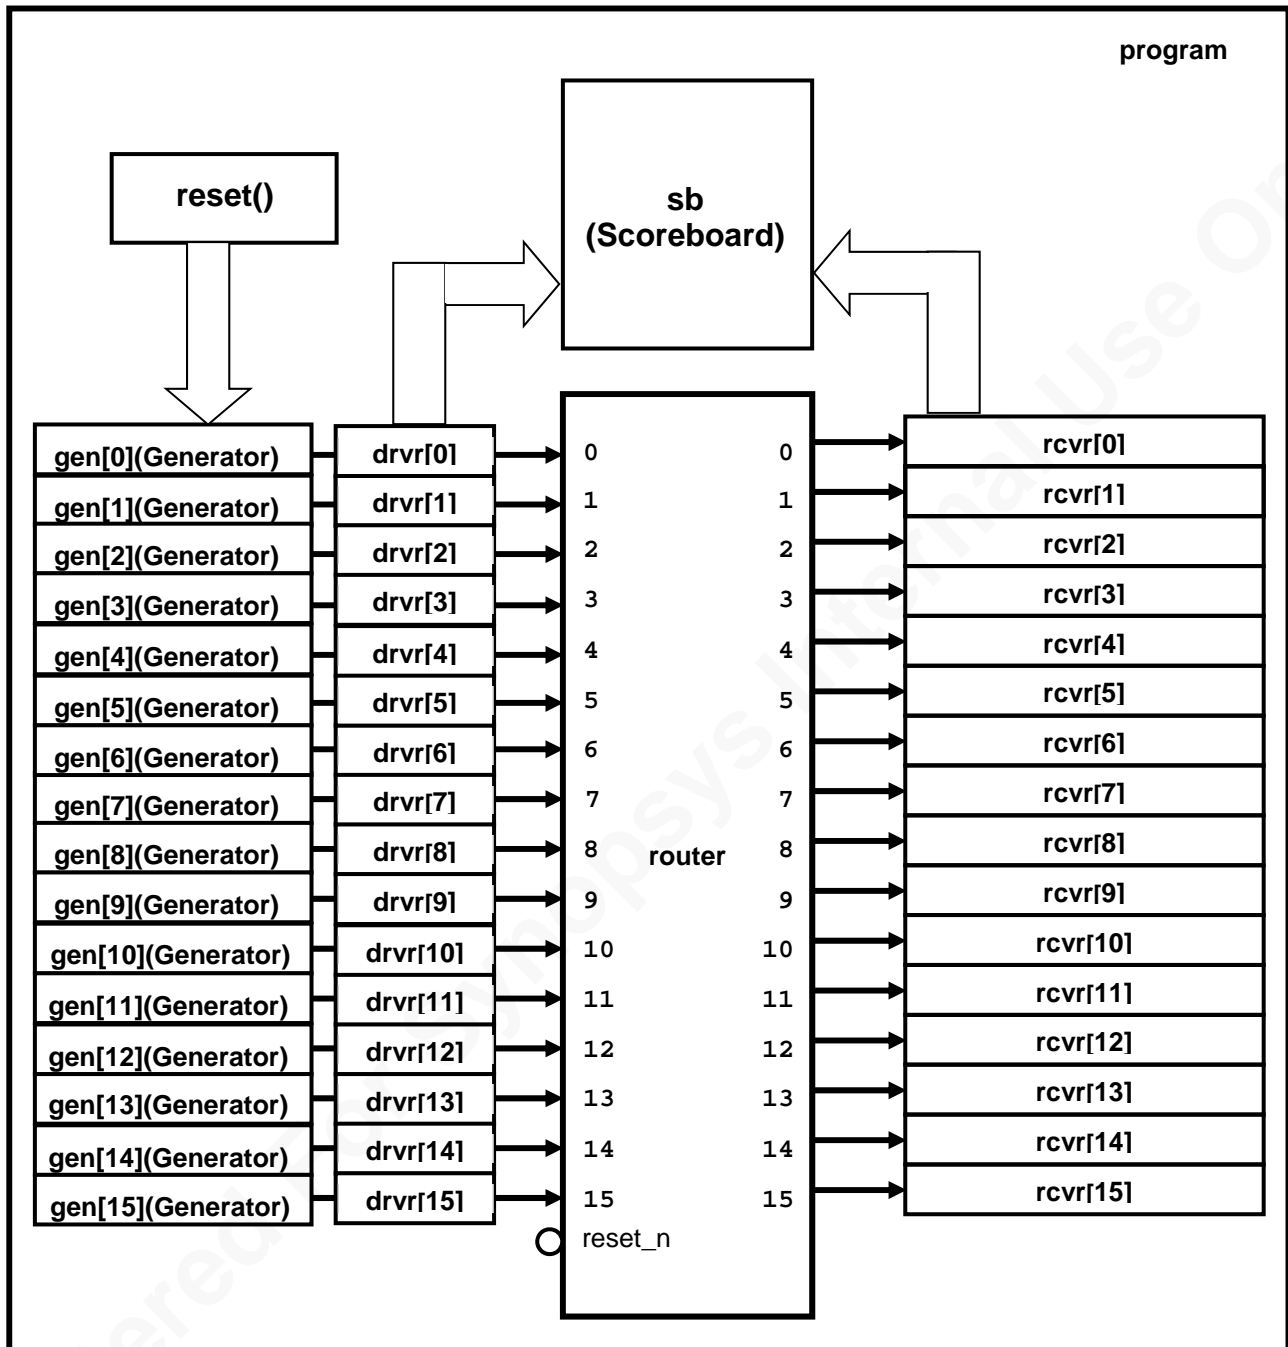 program
reset()
sb
(Scoreboard)
gen[0](Generator) drvr[0] 0 0 rcvr[0]
gen[1](Generator) drvr[1] 1 1 rcvr[1]
gen[2](Generator) drvr[2] 2 2 rcvr[2]
gen[3](Generator) drvr[3] 3 3 rcvr[3]
gen[4](Generator) drvr[4] 4 4 rcvr[4]
gen[5](Generator) drvr[5] 5 5 rcvr[5]
gen[6](Generator) drvr[6] 6 6 rcvr[6]
gen[7](Generator) drvr[7] 7 7 rcvr[7]
gen[8](Generator) drvr[8] 8 router 8 rcvr[8]
gen[9](Generator) drvr[9] 9 9 rcvr[9]
gen[10](Generator) drvr[10] 10 10 rcvr[10]
gen[11](Generator) drvr[11] 11 11 rcvr[11]
gen[12](Generator) drvr[12] 12 12 rcvr[12]
gen[13](Generator) drvr[13] 13 13 rcvr[13]
gen[14](Generator) drvr[14] 14 14 rcvr[14]
gen[15](Generator) drvr[15] 15 15 rcvr[15]
reset_n
Synopsys Internal Use